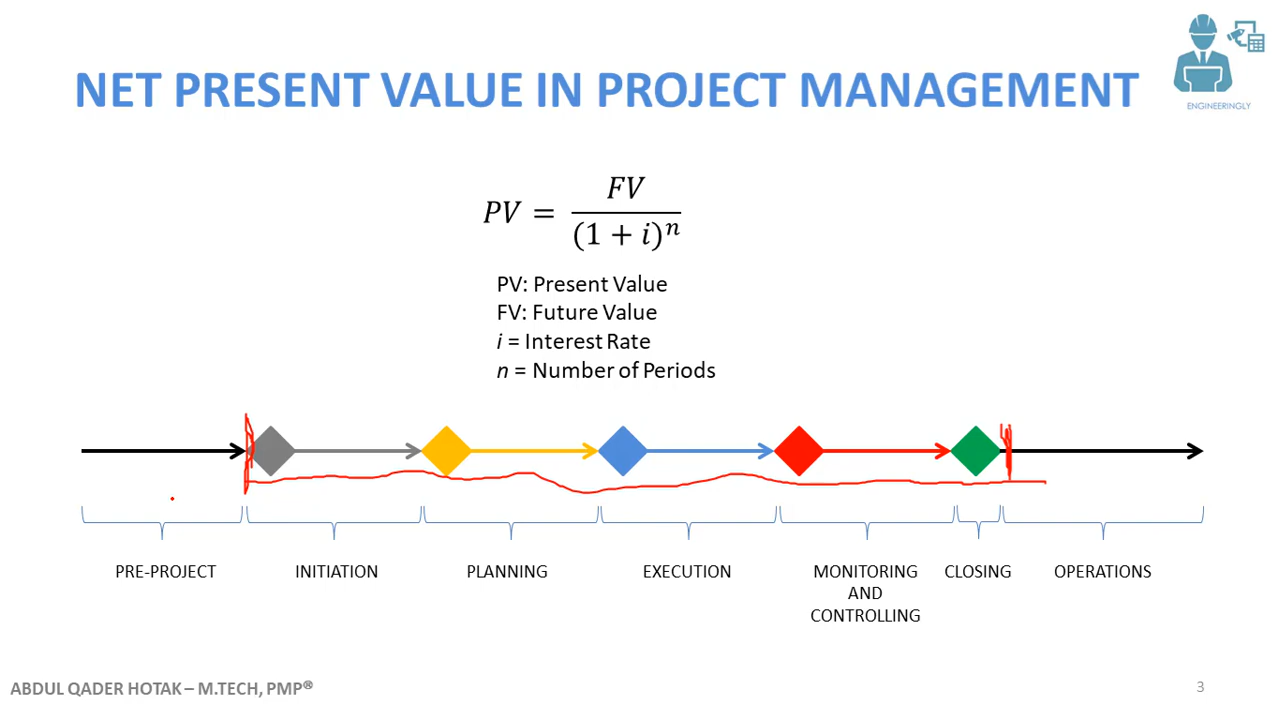 ENGINEERINGLY
NET PRESENT VALUE IN PROJECT MANAGEMENT
PV = FV / (1 + i)^n
PV: Present Value
FV: Future Value
i = Interest Rate
n = Number of Periods
PRE-PROJECT
INITIATION
PLANNING
EXECUTION
MONITORING
AND
CONTROLLING
CLOSING
OPERATIONS
ABDUL QADER HOTAK – M.TECH, PMP®
3